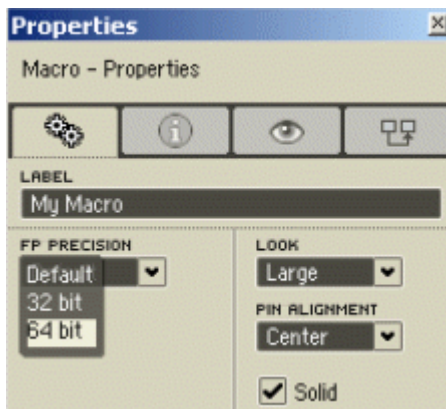 Properties
Macro - Properties
LABEL
My Macro
FP PRECISION
Default
32 bit
64 bit
LOOK
Large
PIN ALIGNMENT
Center
Solid